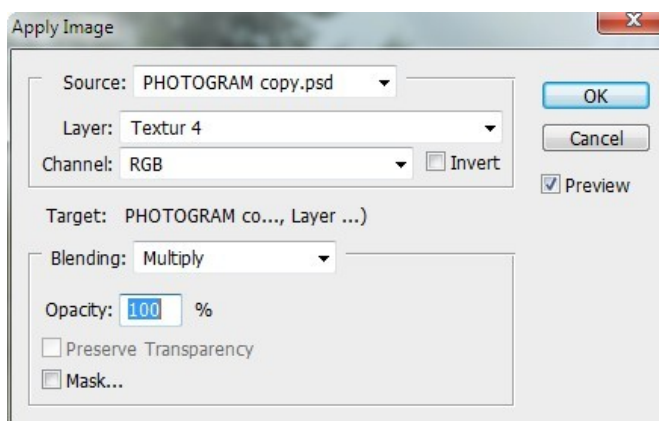 Apply Image
X
Source: PHOTOGRAM copy.psd
OK
Layer: Textur 4
Cancel
Channel: RGB
Invert
Preview
Target: PHOTOGRAM co..., Layer ...)
Blending: Multiply
Opacity: 100 %
Preserve Transparency
Mask...